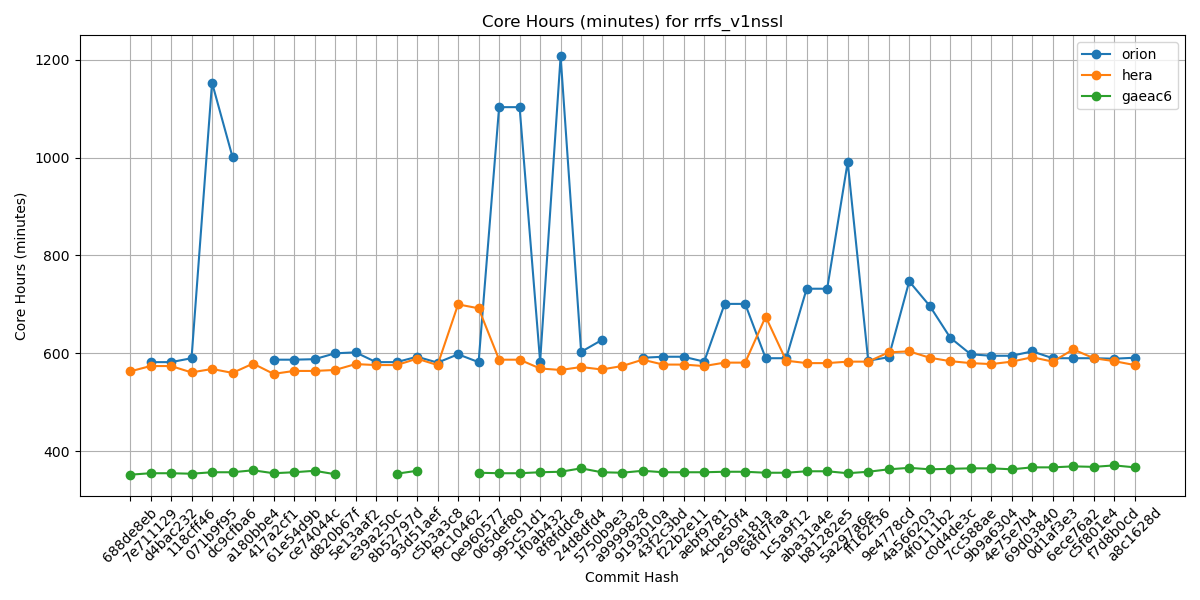 Core Hours (minutes) for rrfs_v1nssl
orion
hera
gaeac6
Core Hours (minutes)
1200
1000
800
600
400
688de8eb
7e711129
d4bac232
118cff46
071b9f95
dc9cfba6
a180bbe4
417a2cf1
61e54d9b
ce74044c
d820b67f
5e13aaf2
e39a250c
8b52797d
93d51aef
c5b3a3c8
f9c10462
0e960577
065def80
995c51d1
1f0ab432
8f6fddc8
24d8dfd4
5750b9e3
a9999828
9193010a
43f2c3bd
f22b2e11
aebf9781
4cbe50f4
269e181a
68fd7faa
1c5a9f12
aba31a4e
b81282e5
5a297a6e
ff162f36
9e4778cd
4a566203
4f0111b2
c0d4de3c
7cc588ae
9b9a6304
4e75e7b4
69d03840
0d1af3e3
6ece76a2
c5f801e4
f7d8b0cd
a8c1628d
Commit Hash